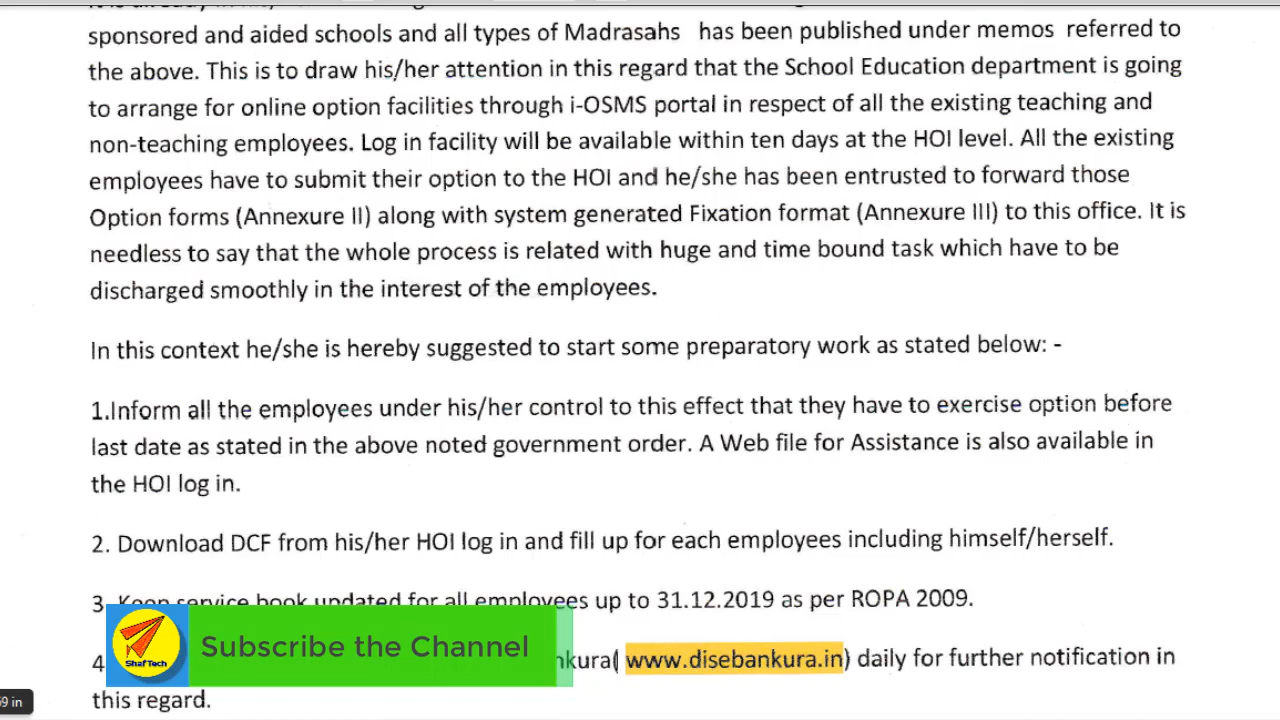 sponsored and aided schools and all types of Madrasahs has been published under memos referred to
the above. This is to draw his/her attention in this regard that the School Education department is going
to arrange for online option facilities through i-OSMS portal in respect of all the existing teaching and
non-teaching employees. Log in facility will be available within ten days at the HOI level. All the existing
employees have to submit their option to the HOI and he/she has been entrusted to forward those
Option forms (Annexure II) along with system generated Fixation format (Annexure III) to this office. It is
needless to say that the whole process is related with huge and time bound task which have to be
discharged smoothly in the interest of the employees.
In this context he/she is hereby suggested to start some preparatory work as stated below: -
1.Inform all the employees under his/her control to this effect that they have to exercise option before
last date as stated in the above noted government order. A Web file for Assistance is also available in
the HOI log in.
2. Download DCF from his/her HOI log in and fill up for each employees including himself/herself.
3. Keep service book updated for all employees up to 31.12.2019 as per ROPA 2009.
ShafTech
Subscribe the Channel
4 nkura( www.disebankura.in) daily for further notification in
this regard.
69 in